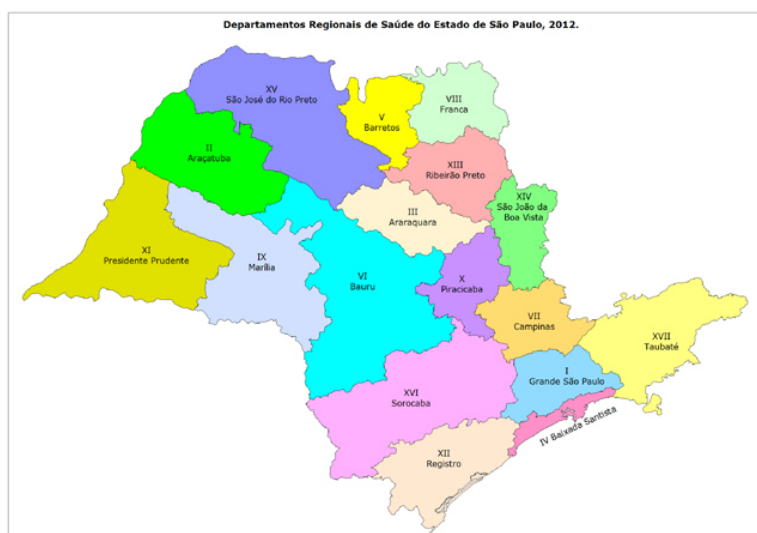 Departamentos Regionais de Saúde do Estado de São Paulo, 2012.
XV
São José do Rio Preto
V
Barretos
VIII
Franca
II
Araçatuba
XIII
Ribeirão Preto
XIV
São João da
Boa Vista
III
Araraquara
XI
Presidente Prudente
IX
Marília
VI
Bauru
X
Piracicaba
VII
Campinas
XVII
Taubaté
I
Grande São Paulo
XVI
Sorocaba
IV Baixada Santista
XII
Registro